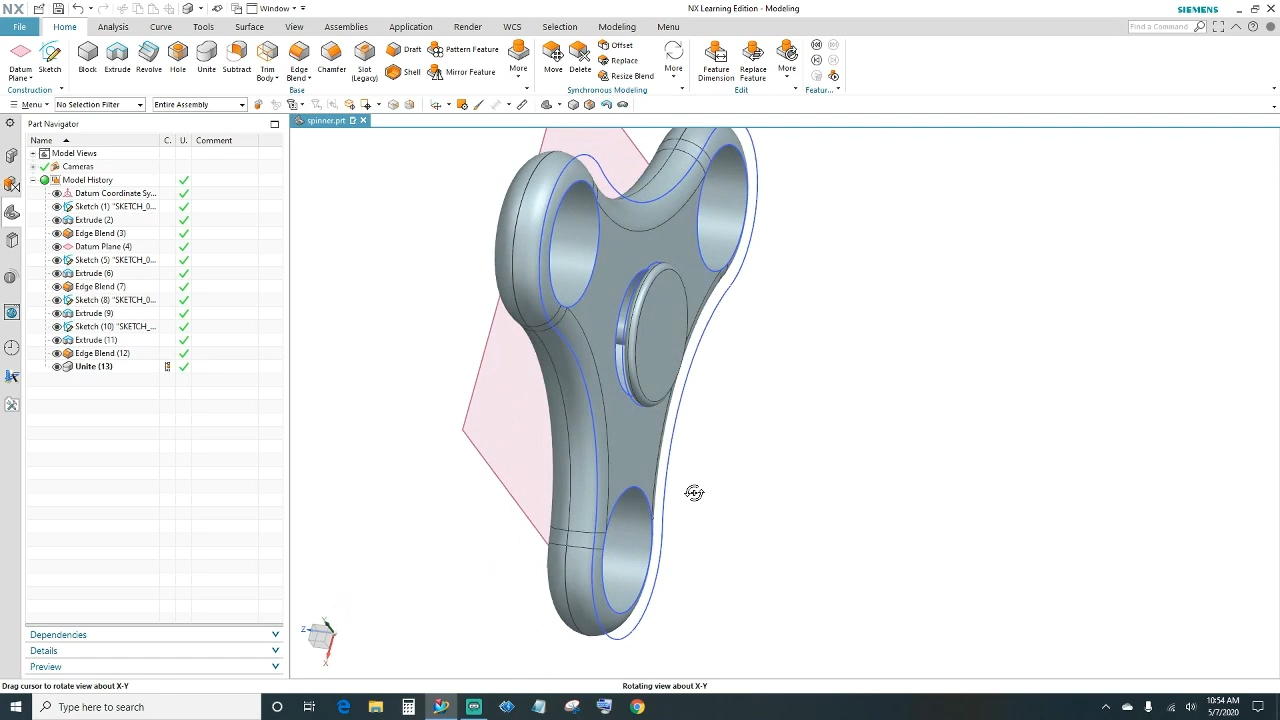 NX
Window
NX Learning Edition - Modeling
SIEMENS
File
Home
Analysis
Curve
Tools
Surface
View
Assemblies
Application
Render
WCS
Selection
Modeling
Menu
Find a Command
Datum Plane
Sketch
Block
Extrude
Revolve
Hole
Unite
Subtract
Trim Body
Edge Blend
Chamfer
Slot (Legacy)
Draft
Shell
Pattern Feature
Mirror Feature
More
Move
Delete
Offset
Replace
Resize Blend
More
Feature Dimension
Replace Feature
More
Construction
Base
Synchronous Modeling
Edit
Featur...
Menu
No Selection Filter
Entire Assembly
Part Navigator
spinner.prt
Name
C.
U.
Comment
Model Views
Cameras
Model History
Datum Coordinate Sy...
Sketch (1) "SKETCH_0...
Extrude (2)
Edge Blend (3)
Datum Plane (4)
Sketch (5) "SKETCH_0...
Extrude (6)
Edge Blend (7)
Sketch (8) "SKETCH_0...
Extrude (9)
Sketch (10) "SKETCH_...
Extrude (11)
Edge Blend (12)
Unite (13)
Dependencies
Details
Preview
Z
Y
X
Drag cursor to rotate view about X-Y
Rotating view about X-Y
Type here to search
10:54 AM
5/7/2020